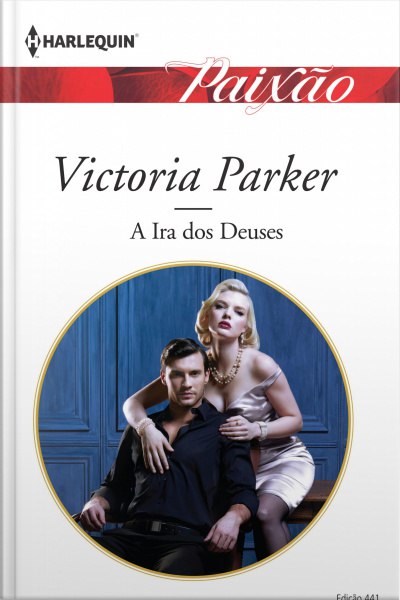 HARLEQUIN®
Paixão
Victoria Parker
A Ira dos Deuses
Edição 441